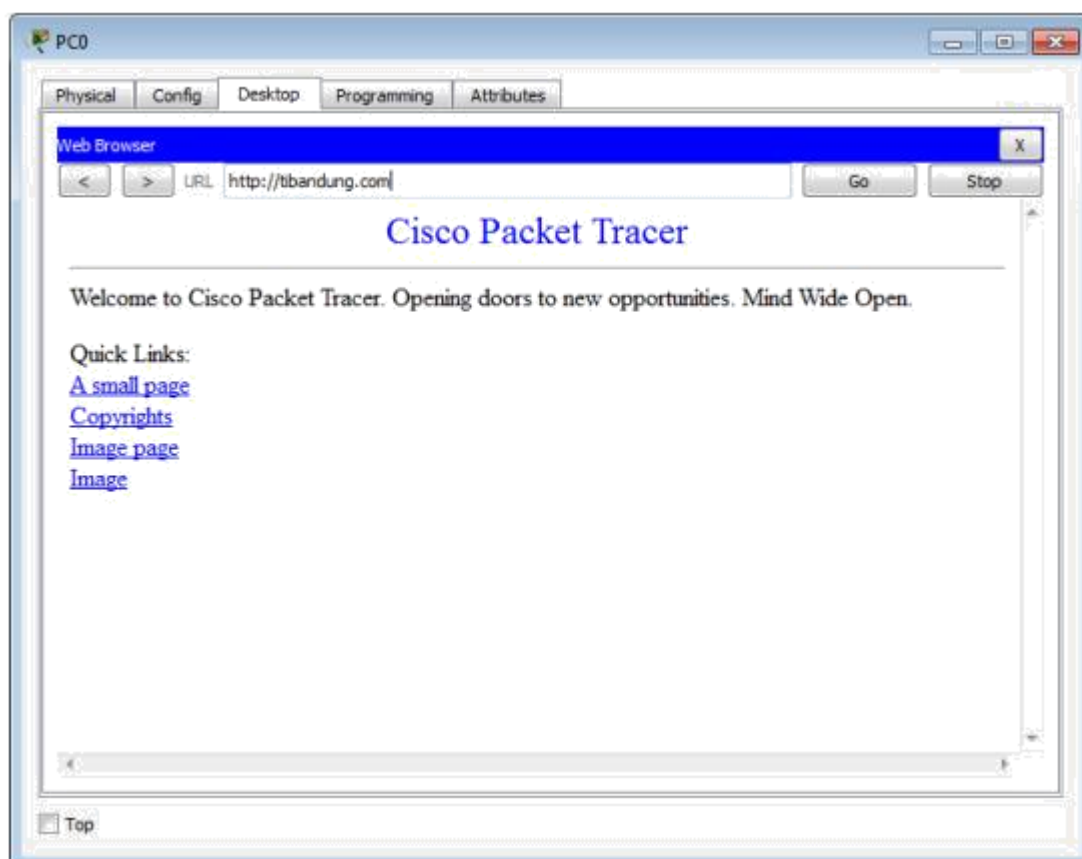 PC0
Physical Config Desktop Programming Attributes
Web Browser X
< > URL http://tibandung.com Go Stop
Cisco Packet Tracer
Welcome to Cisco Packet Tracer. Opening doors to new opportunities. Mind Wide Open.
Quick Links:
A small page
Copyrights
Image page
Image
Top